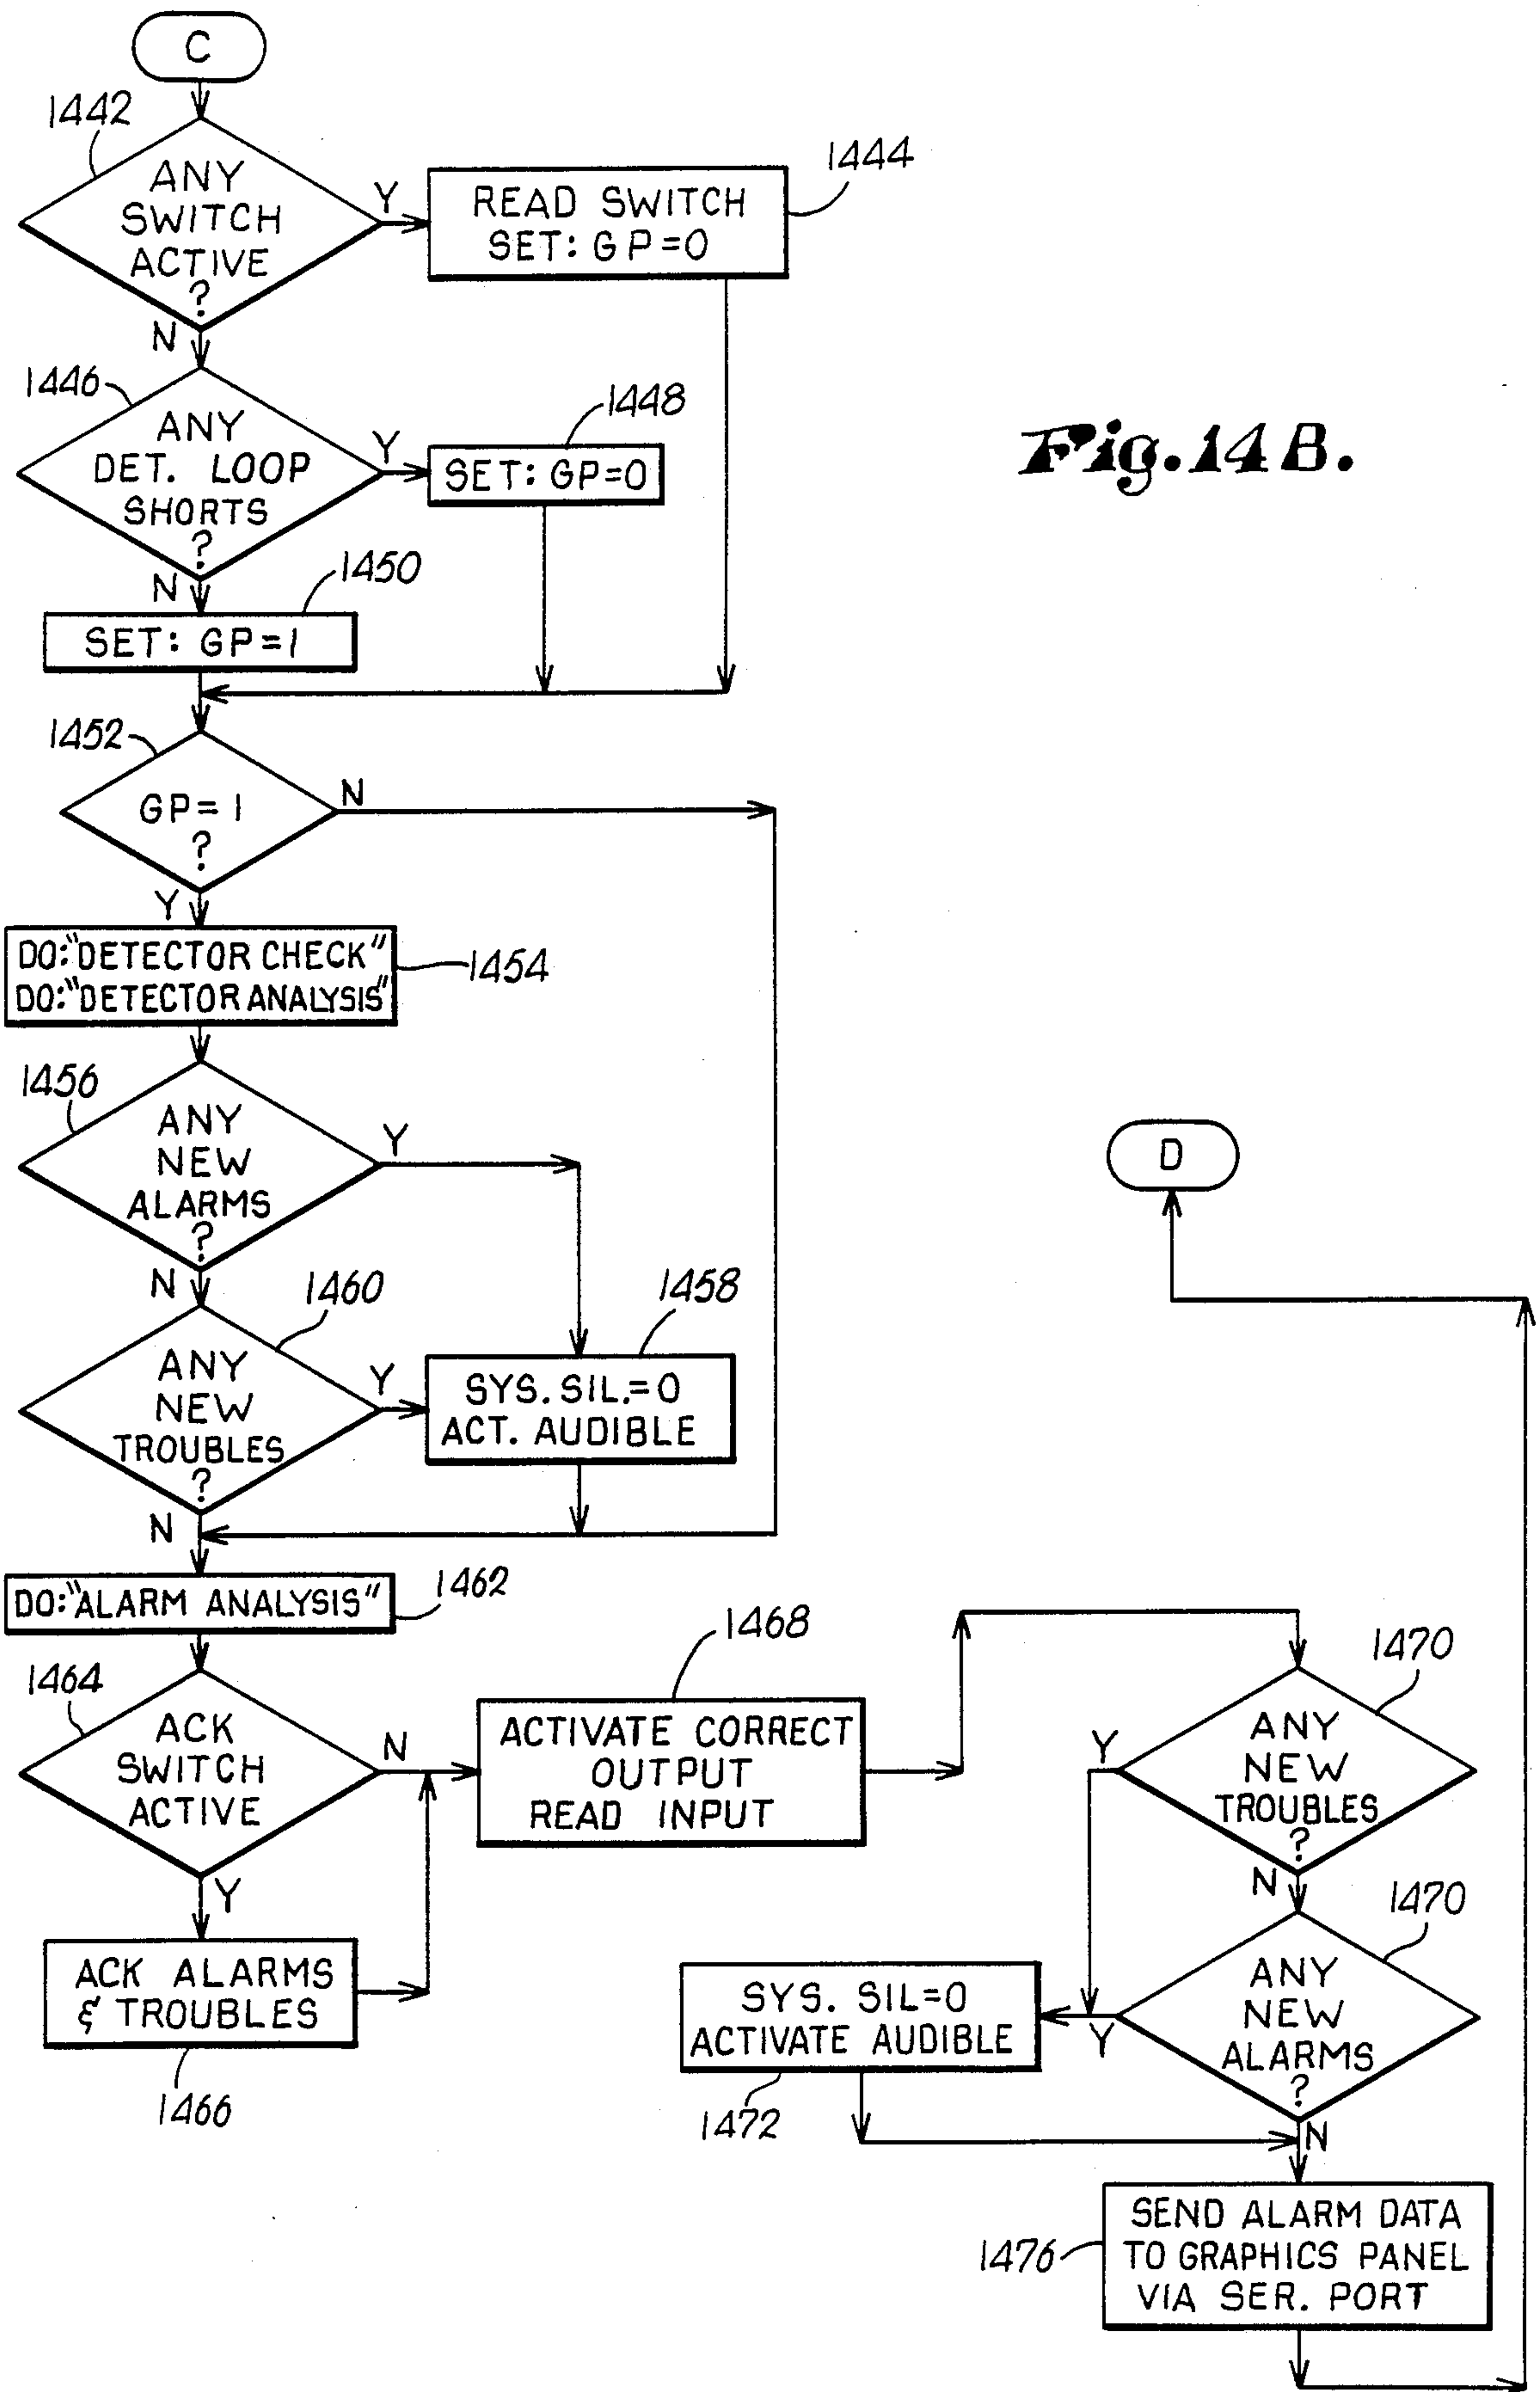 C
1442
ANY
SWITCH
ACTIVE
?
Y
N
READ SWITCH
SET: GP=0
1444
1446
ANY
DET. LOOP
SHORTS
?
Y
N
1448
SET: GP=0
Fig. 14B.
1450
SET: GP=1
1452
GP=1
?
N
Y
DO:"DETECTOR CHECK"
DO:"DETECTOR ANALYSIS"
1454
1456
ANY
NEW
ALARMS
?
Y
N
D
1460
ANY
NEW
TROUBLES
?
Y
N
1458
SYS. SIL.=0
ACT. AUDIBLE
DO:"ALARM ANALYSIS"
1462
1464
ACK
SWITCH
ACTIVE
N
Y
ACK ALARMS
& TROUBLES
1466
1468
ACTIVATE CORRECT
OUTPUT
READ INPUT
1470
ANY
NEW
TROUBLES
?
Y
N
1470
ANY
NEW
ALARMS
?
Y
N
SYS. SIL=0
ACTIVATE AUDIBLE
1472
SEND ALARM DATA
TO GRAPHICS PANEL
VIA SER. PORT
1476